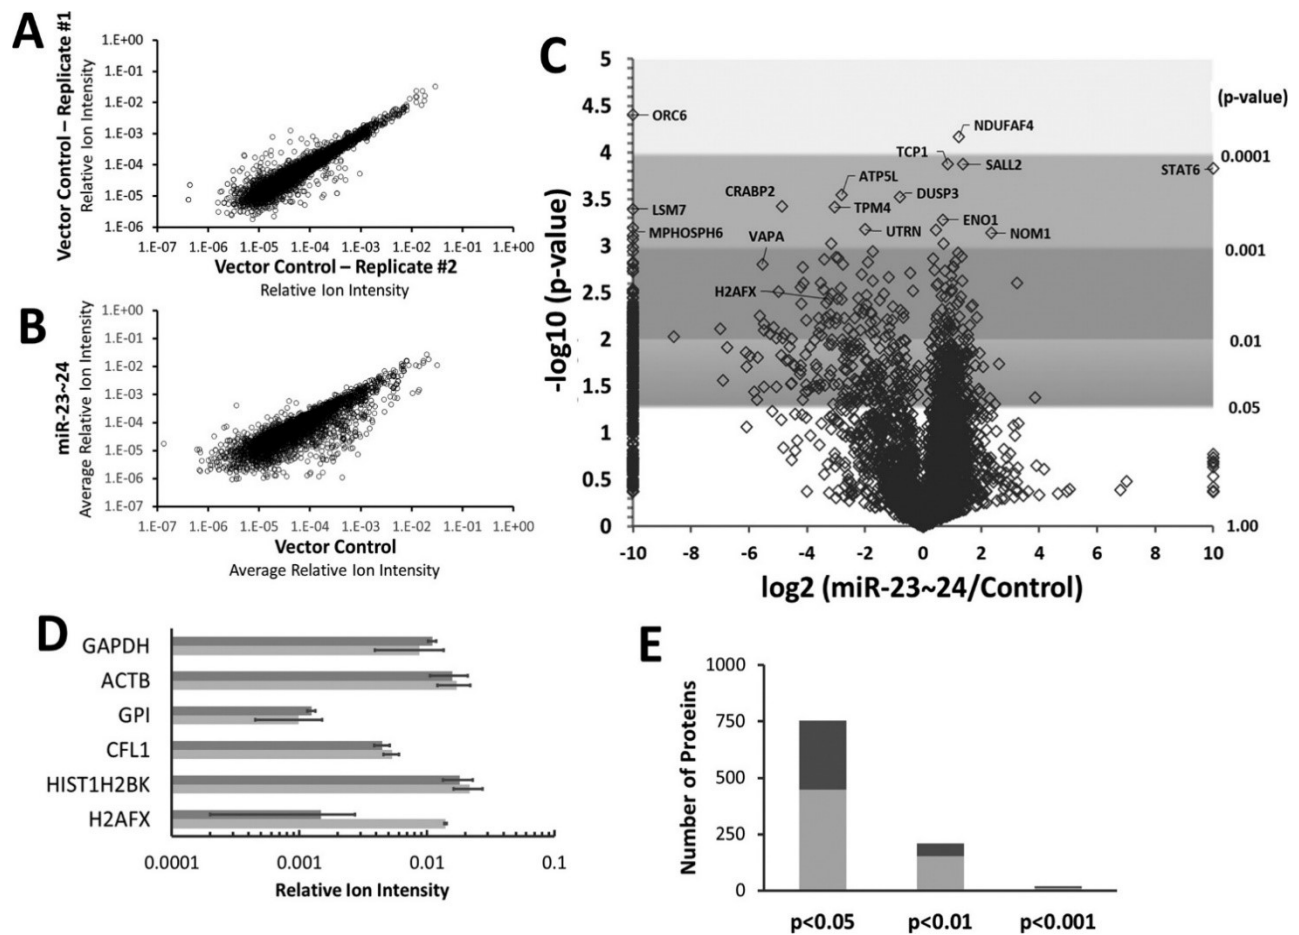 A
Vector Control – Replicate #1
Relative Ion Intensity
1.E+00
1.E-01
1.E-02
1.E-03
1.E-04
1.E-05
1.E-06
1.E-07
1.E-07 1.E-06 1.E-05 1.E-04 1.E-03 1.E-02 1.E-01 1.E+00
Vector Control – Replicate #2
Relative Ion Intensity
B
miR-23~24
Average Relative Ion Intensity
1.E+00
1.E-01
1.E-02
1.E-03
1.E-04
1.E-05
1.E-06
1.E-07
1.E-07 1.E-06 1.E-05 1.E-04 1.E-03 1.E-02 1.E-01 1.E+00
Vector Control
Average Relative Ion Intensity
C
-log10 (p-value)
5
4.5
4
3.5
3
2.5
2
1.5
1
0.5
0
ORC6
NDUFAF4
TCP1
SALL2
STAT6
ATP5L
CRABP2
DUSP3
LSM7
TPM4
ENO1
MPHOSPH6
VAPA
UTRN
NOM1
H2AFX
(p-value)
0.0001
0.001
0.01
0.05
1.00
-10 -8 -6 -4 -2 0 2 4 6 8 10
log2 (miR-23~24/Control)
D
GAPDH
ACTB
GPI
CFL1
HIST1H2BK
H2AFX
0.0001 0.001 0.01 0.1
Relative Ion Intensity
E
Number of Proteins
1000
750
500
250
0
p<0.05 p<0.01 p<0.001